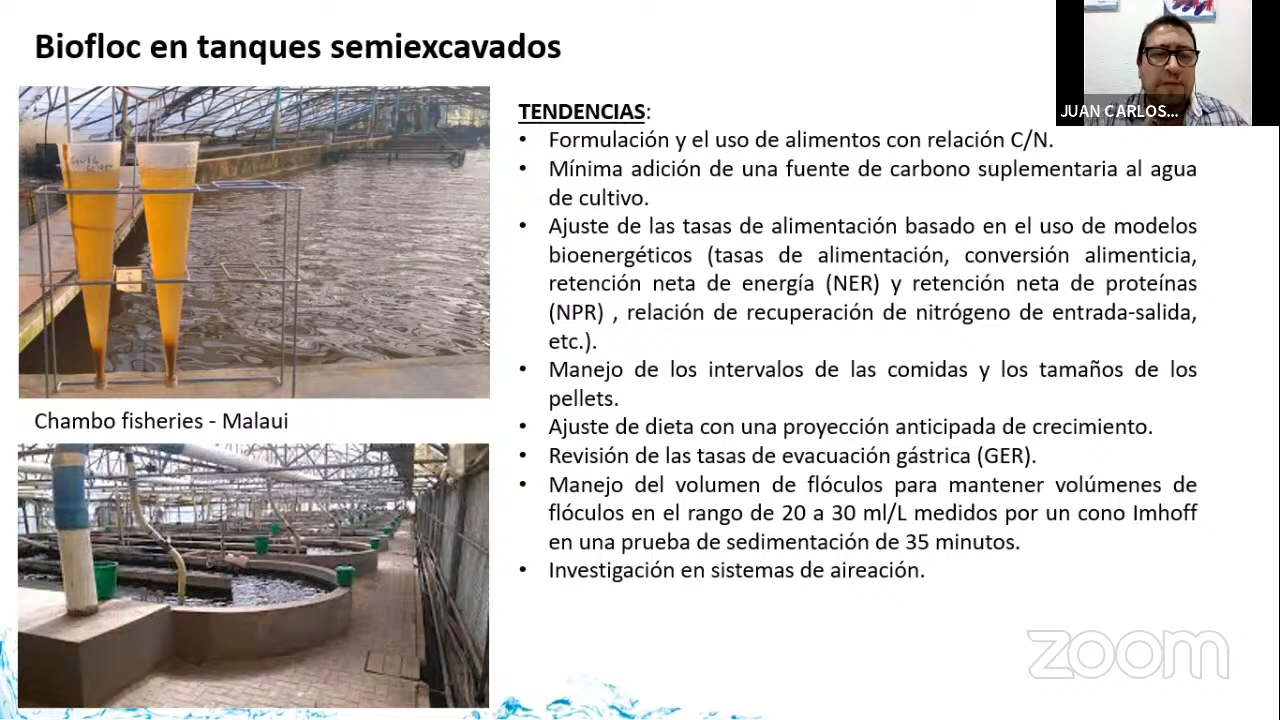 Biofloc en tanques semiexcavados
JUAN CARLOS...
TENDENCIAS:
• Formulación y el uso de alimentos con relación C/N.
• Mínima adición de una fuente de carbono suplementaria al agua
de cultivo.
• Ajuste de las tasas de alimentación basado en el uso de modelos
bioenergéticos (tasas de alimentación, conversión alimenticia,
retención neta de energía (NER) y retención neta de proteínas
(NPR) , relación de recuperación de nitrógeno de entrada-salida,
etc.).
• Manejo de los intervalos de las comidas y los tamaños de los
pellets.
• Ajuste de dieta con una proyección anticipada de crecimiento.
• Revisión de las tasas de evacuación gástrica (GER).
• Manejo del volumen de flóculos para mantener volúmenes de
flóculos en el rango de 20 a 30 ml/L medidos por un cono Imhoff
en una prueba de sedimentación de 35 minutos.
• Investigación en sistemas de aireación.
Chambo fisheries - Malaui
zoom